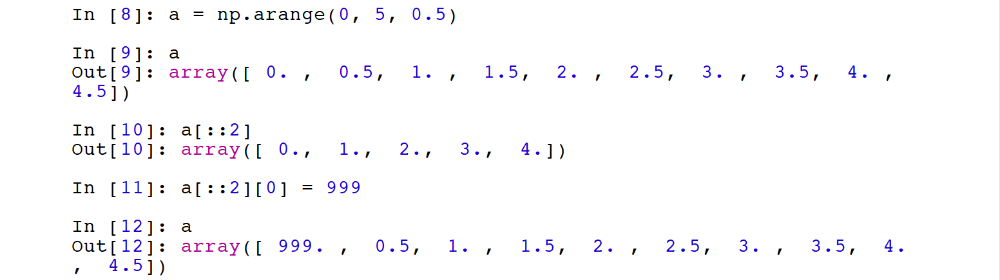 In [8]: a = np.arange(0, 5, 0.5)
In [9]: a
Out[9]: array([ 0. ,  0.5,  1. ,  1.5,  2. ,  2.5,  3. ,  3.5,  4. ,
4.5])
In [10]: a[::2]
Out[10]: array([ 0.,  1.,  2.,  3.,  4.])
In [11]: a[::2][0] = 999
In [12]: a
Out[12]: array([ 999. ,  0.5,  1. ,  1.5,  2. ,  2.5,  3. ,  3.5,  4.
,  4.5])